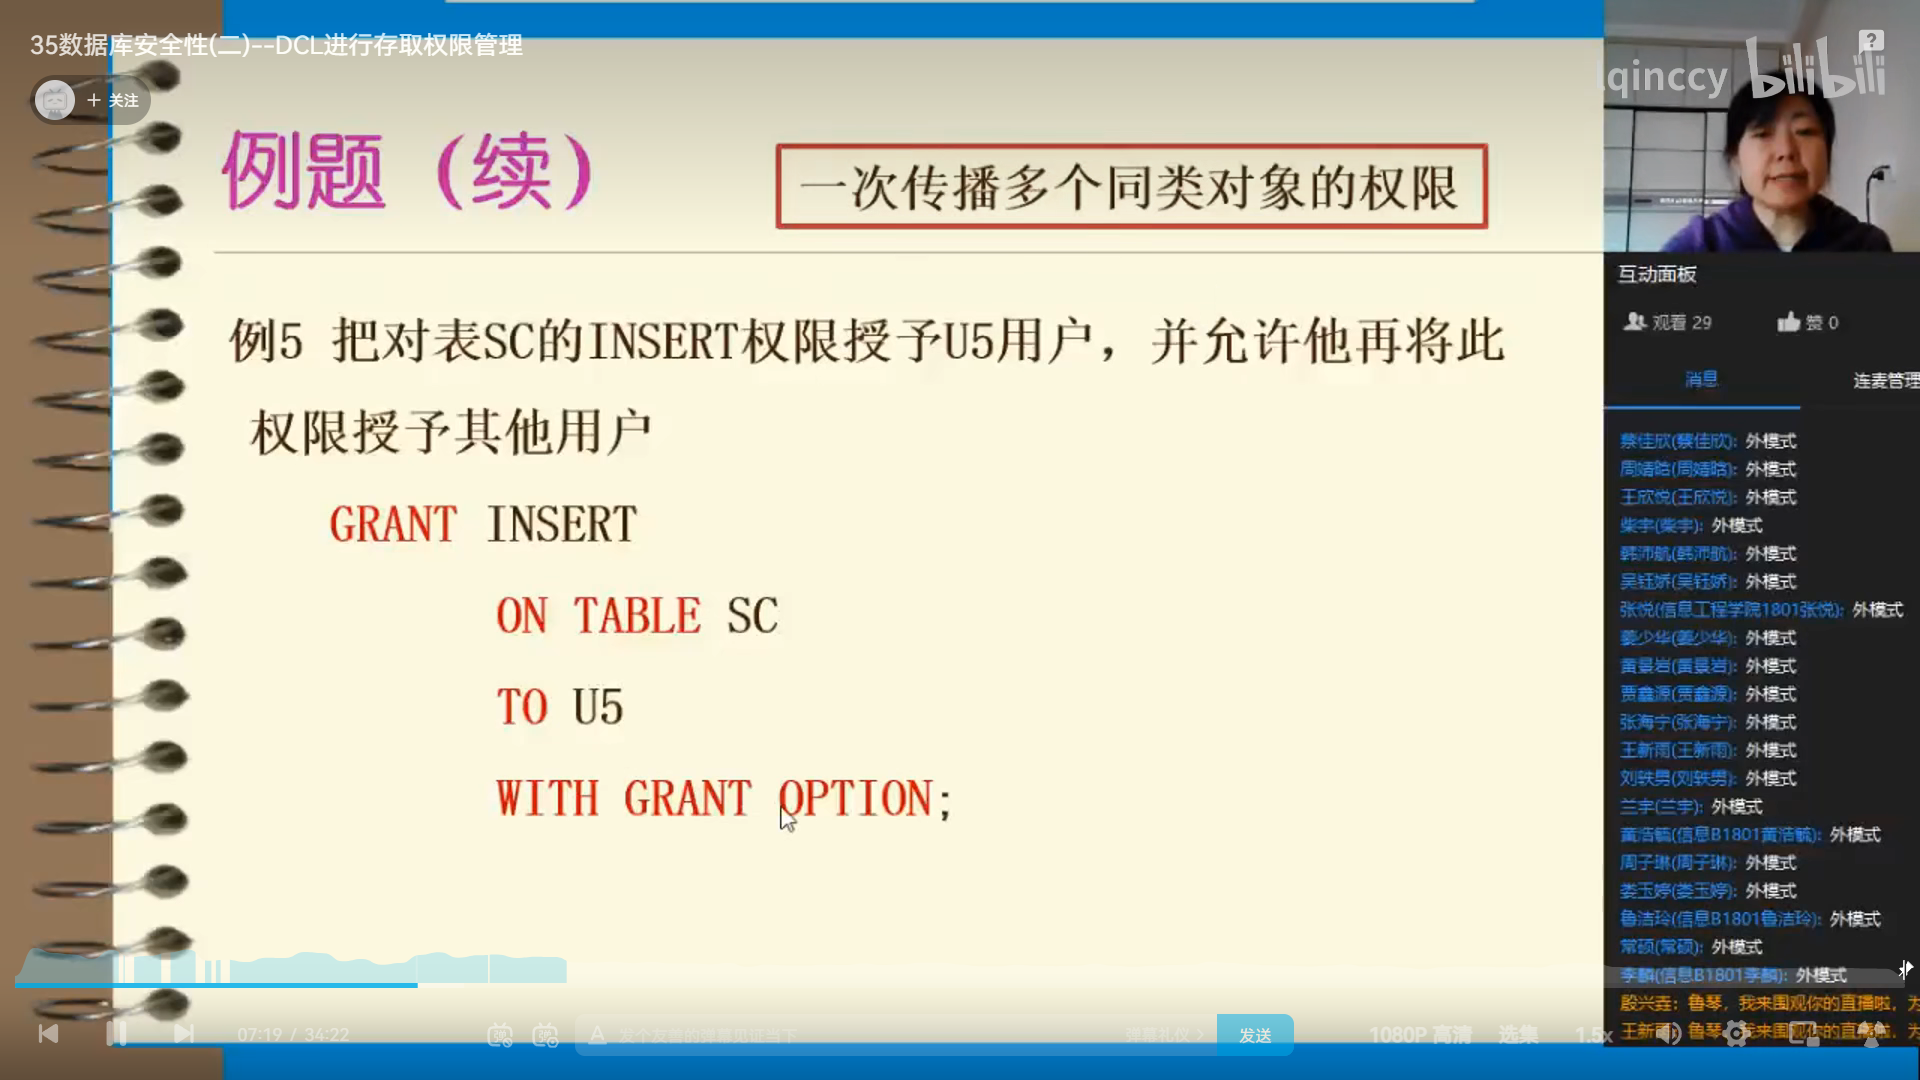 35数据库安全性(二)--DCL进行存取权限管理
+ 关注
qinccy bilibili
例题（续）
一次传播多个同类对象的权限
例5 把对表SC的INSERT权限授予U5用户，并允许他再将此
权限授予其他用户
GRANT INSERT
ON TABLE SC
TO U5
WITH GRANT OPTION;
互动面板
观看 29
赞 0
消息
连麦管理
蔡佳欣(蔡佳欣): 外模式
周婧晗(周婧晗): 外模式
王欣悦(王欣悦): 外模式
柴宇(柴宇): 外模式
韩沛航(韩沛航): 外模式
吴钰娇(吴钰娇): 外模式
张悦(信息工程学院1801张悦): 外模式
姜少华(姜少华): 外模式
黄景岩(黄景岩): 外模式
贾鑫源(贾鑫源): 外模式
张海宁(张海宁): 外模式
王新雨(王新雨): 外模式
刘轶男(刘轶男): 外模式
兰宇(兰宇): 外模式
黄浩毓(信息B1801黄浩毓): 外模式
周子琳(周子琳): 外模式
娄玉婷(娄玉婷): 外模式
鲁洁玲(信息B1801鲁洁玲): 外模式
常硕(常硕): 外模式
李麟(信息B1801李麟): 外模式
殷兴垚: 鲁琴，我来围观你的直播啦，为
王新雨: 鲁琴，我来围观你的直播啦，为
07:19 / 34:22
发个友善的弹幕见证当下
弹幕礼仪 >
发送
1080P 高清
选集
1.5x